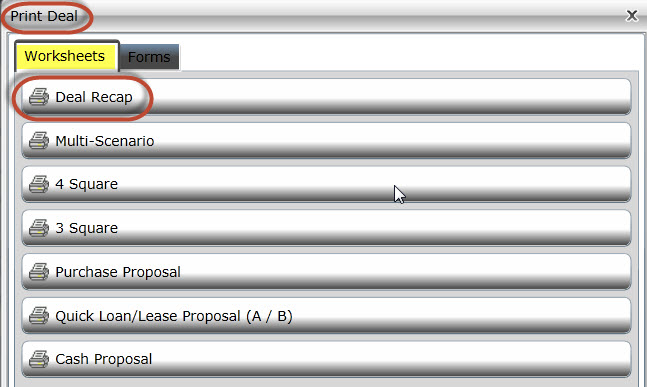 Print Deal
Worksheets Forms
Deal Recap
Multi-Scenario
4 Square
3 Square
Purchase Proposal
Quick Loan/Lease Proposal (A / B)
Cash Proposal